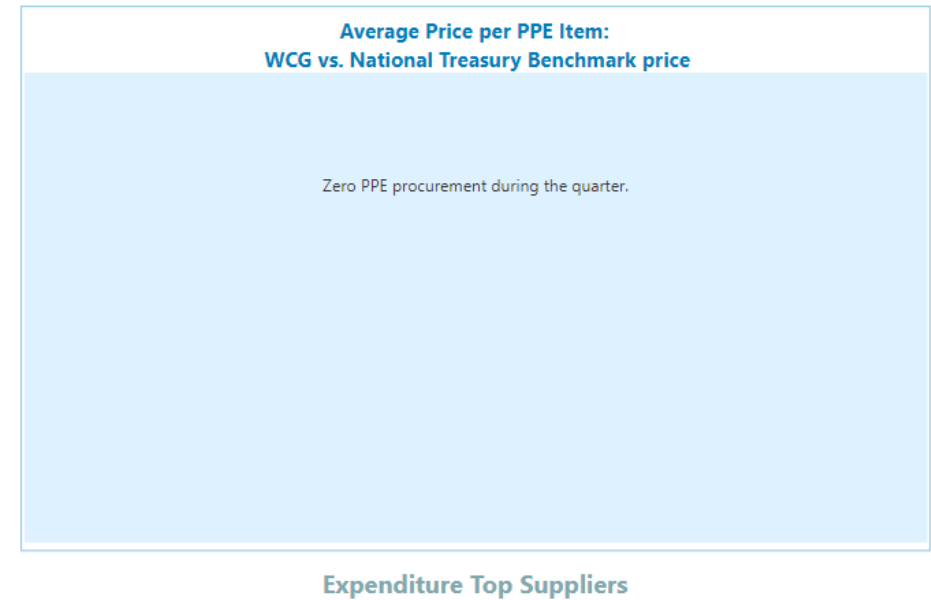 Average Price per PPE Item:
WCG vs. National Treasury Benchmark price
Zero PPE procurement during the quarter.
Expenditure Top Suppliers